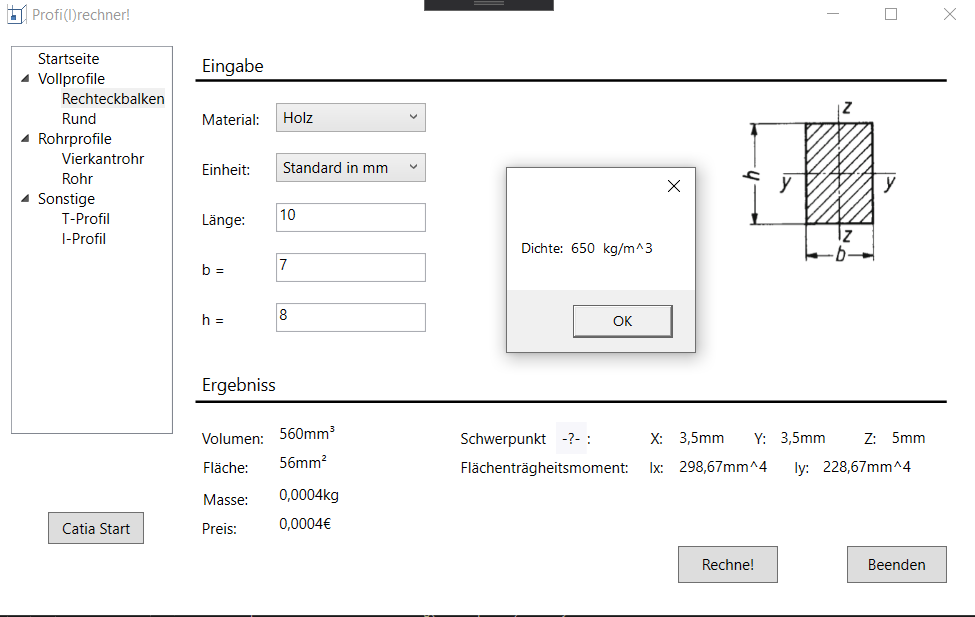 Profi(l)rechner!
Startseite
Vollprofile
Rechteckbalken
Rund
Rohrprofile
Vierkantrohr
Rohr
Sonstige
T-Profil
I-Profil
Catia Start
Eingabe
Material: Holz
Einheit: Standard in mm
Länge: 10
b = 7
h = 8
Dichte: 650 kg/m^3
OK
z
h
y y
z
b
Ergebniss
Volumen: 560mm³
Fläche: 56mm²
Masse: 0,0004kg
Preis: 0,0004€
Schwerpunkt -?- : X: 3,5mm Y: 3,5mm Z: 5mm
Flächenträgheitsmoment: Ix: 298,67mm^4 Iy: 228,67mm^4
Rechne! Beenden